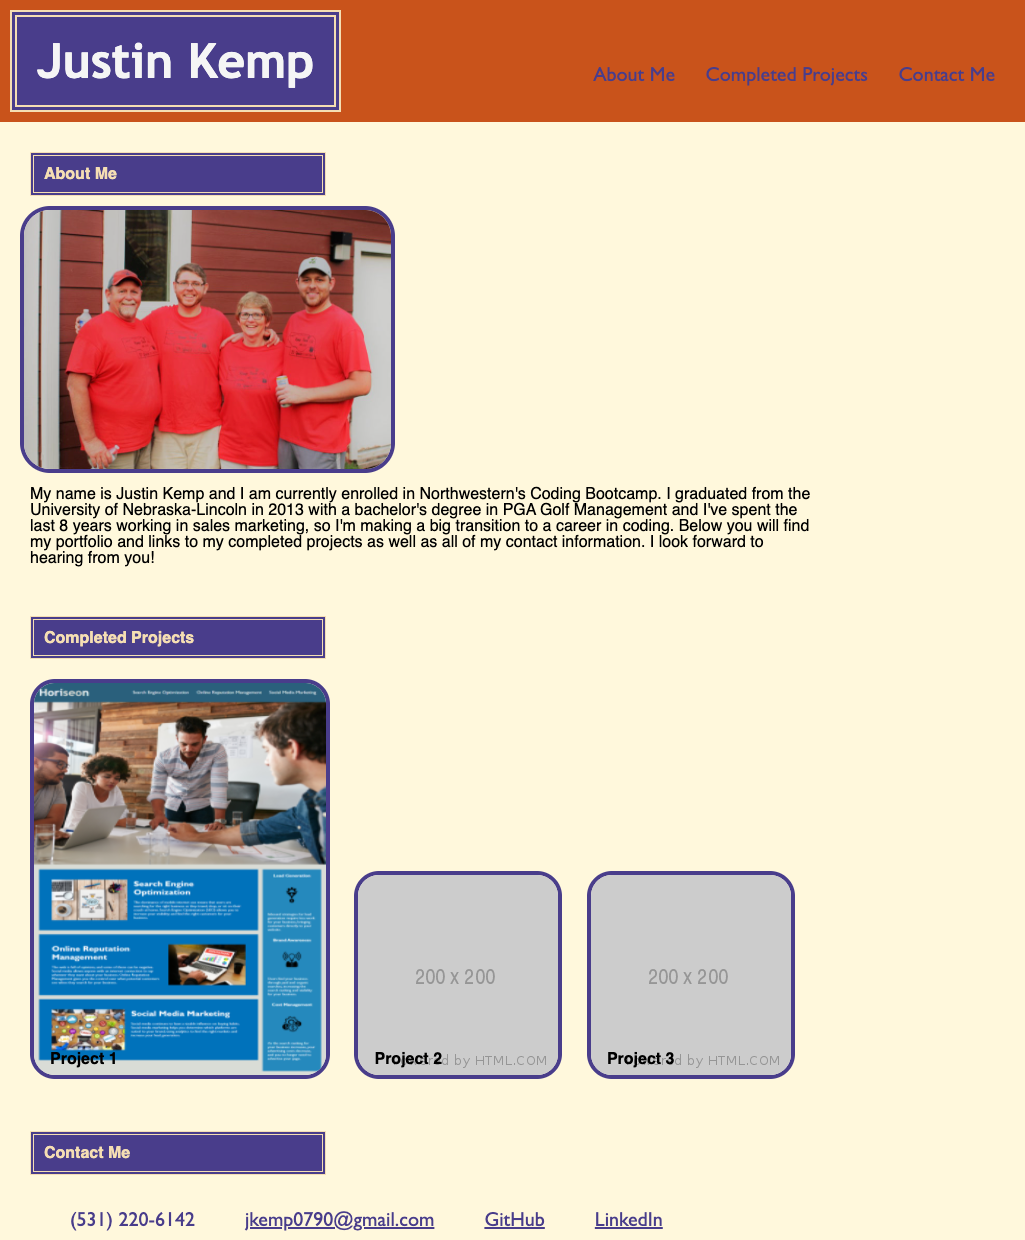 Justin Kemp
About Me Completed Projects Contact Me
About Me
My name is Justin Kemp and I am currently enrolled in Northwestern's Coding Bootcamp. I graduated from the
University of Nebraska-Lincoln in 2013 with a bachelor's degree in PGA Golf Management and I've spent the
last 8 years working in sales marketing, so I'm making a big transition to a career in coding. Below you will find
my portfolio and links to my completed projects as well as all of my contact information. I look forward to
hearing from you!
Completed Projects
Horiseon
Search Engine Optimization Online Reputation Management Social Media Marketing
Search Engine
Optimization
Lead Generation
Online Reputation
Management
Brand Awareness
Social Media Marketing
Cost Management
Project 1
200 x 200
Project 2
by HTML.COM
200 x 200
Project 3
by HTML.COM
Contact Me
(531) 220-6142 jkemp0790@gmail.com GitHub LinkedIn